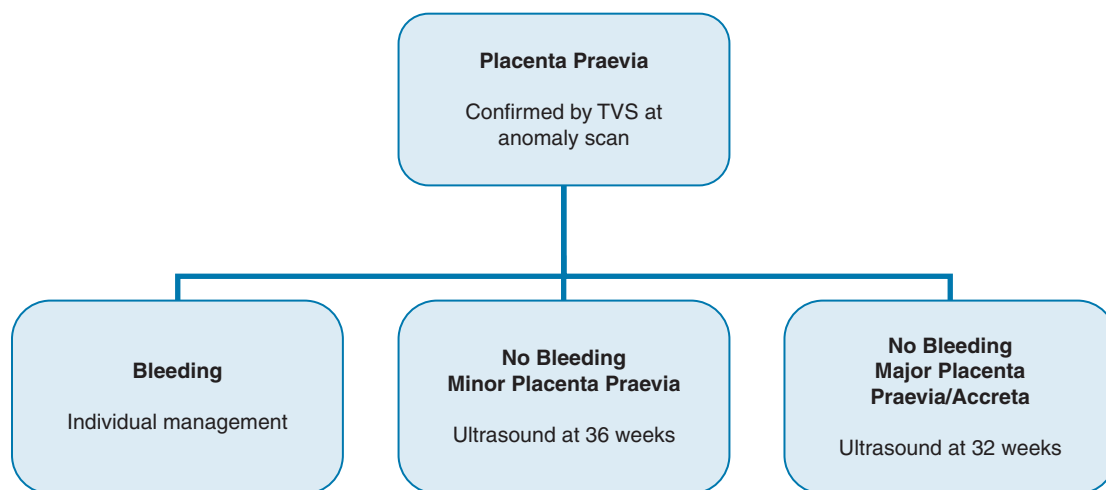 Placenta Praevia
Confirmed by TVS at
anomaly scan
Bleeding
Individual management
No Bleeding
Minor Placenta Praevia
Ultrasound at 36 weeks
No Bleeding
Major Placenta
Praevia/Accreta
Ultrasound at 32 weeks